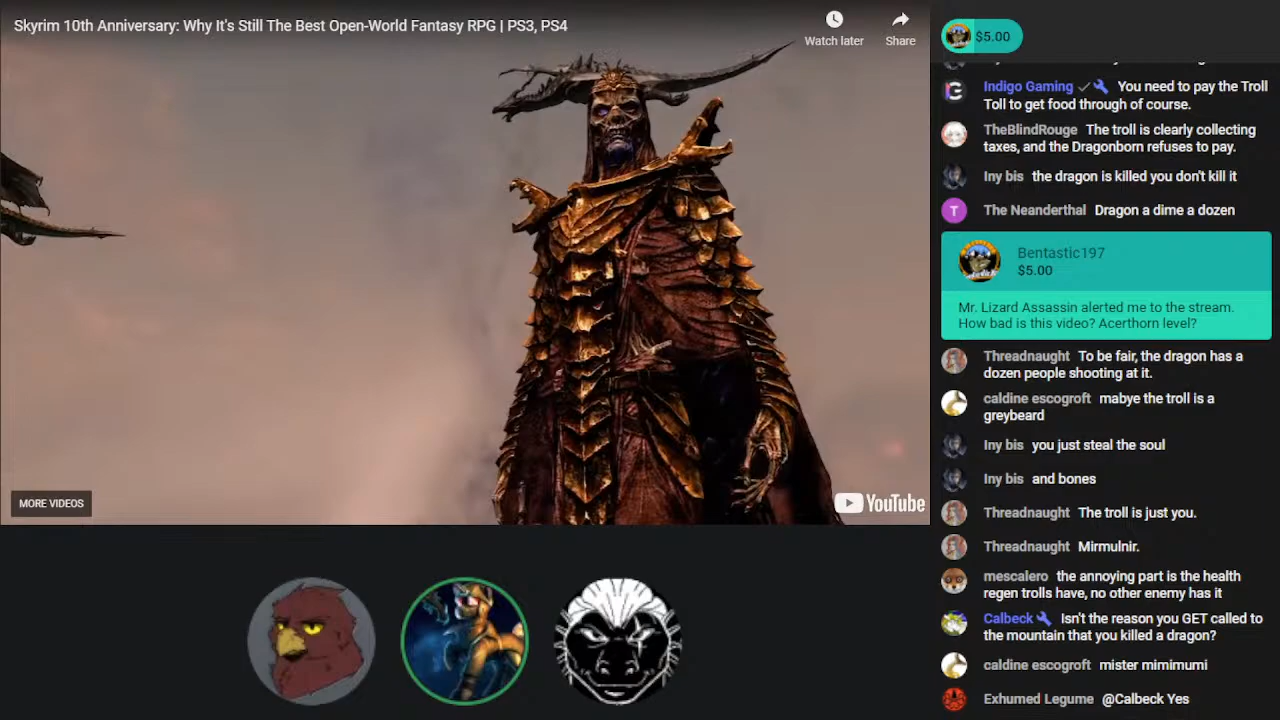 Skyrim 10th Anniversary: Why It's Still The Best Open-World Fantasy RPG | PS3, PS4
Watch later
Share
MORE VIDEOS
YouTube
$5.00
Indigo Gaming You need to pay the Troll
Toll to get food through of course.
TheBlindRouge The troll is clearly collecting
taxes, and the Dragonborn refuses to pay.
Iny bis the dragon is killed you don't kill it
T
The Neanderthal Dragon a dime a dozen
Bentastic197
$5.00
Mr. Lizard Assassin alerted me to the stream.
How bad is this video? Acerthorn level?
Threadnaught To be fair, the dragon has a
dozen people shooting at it.
caldine escogroft mabye the troll is a
greybeard
Iny bis you just steal the soul
Iny bis and bones
Threadnaught The troll is just you.
Threadnaught Mirmulnir.
mescalero the annoying part is the health
regen trolls have, no other enemy has it
Calbeck Isn't the reason you GET called to
the mountain that you killed a dragon?
caldine escogroft mister mimimumi
Exhumed Legume @Calbeck Yes